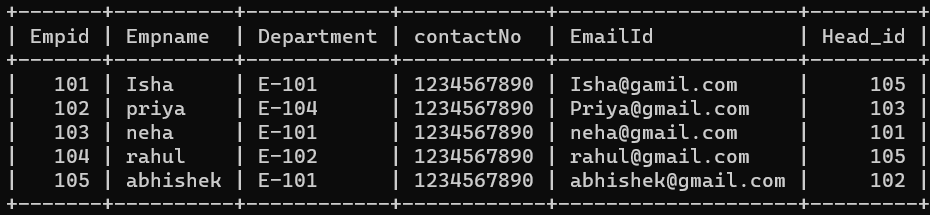 | Empid | Empname | Department | contactNo | EmailId | Head_id |
| 101 | Isha | E-101 | 1234567890 | Isha@gamil.com | 105 |
| 102 | priya | E-104 | 1234567890 | Priya@gmail.com | 103 |
| 103 | neha | E-101 | 1234567890 | neha@gmail.com | 101 |
| 104 | rahul | E-102 | 1234567890 | rahul@gmail.com | 105 |
| 105 | abhishek | E-101 | 1234567890 | abhishek@gmail.com | 102 |